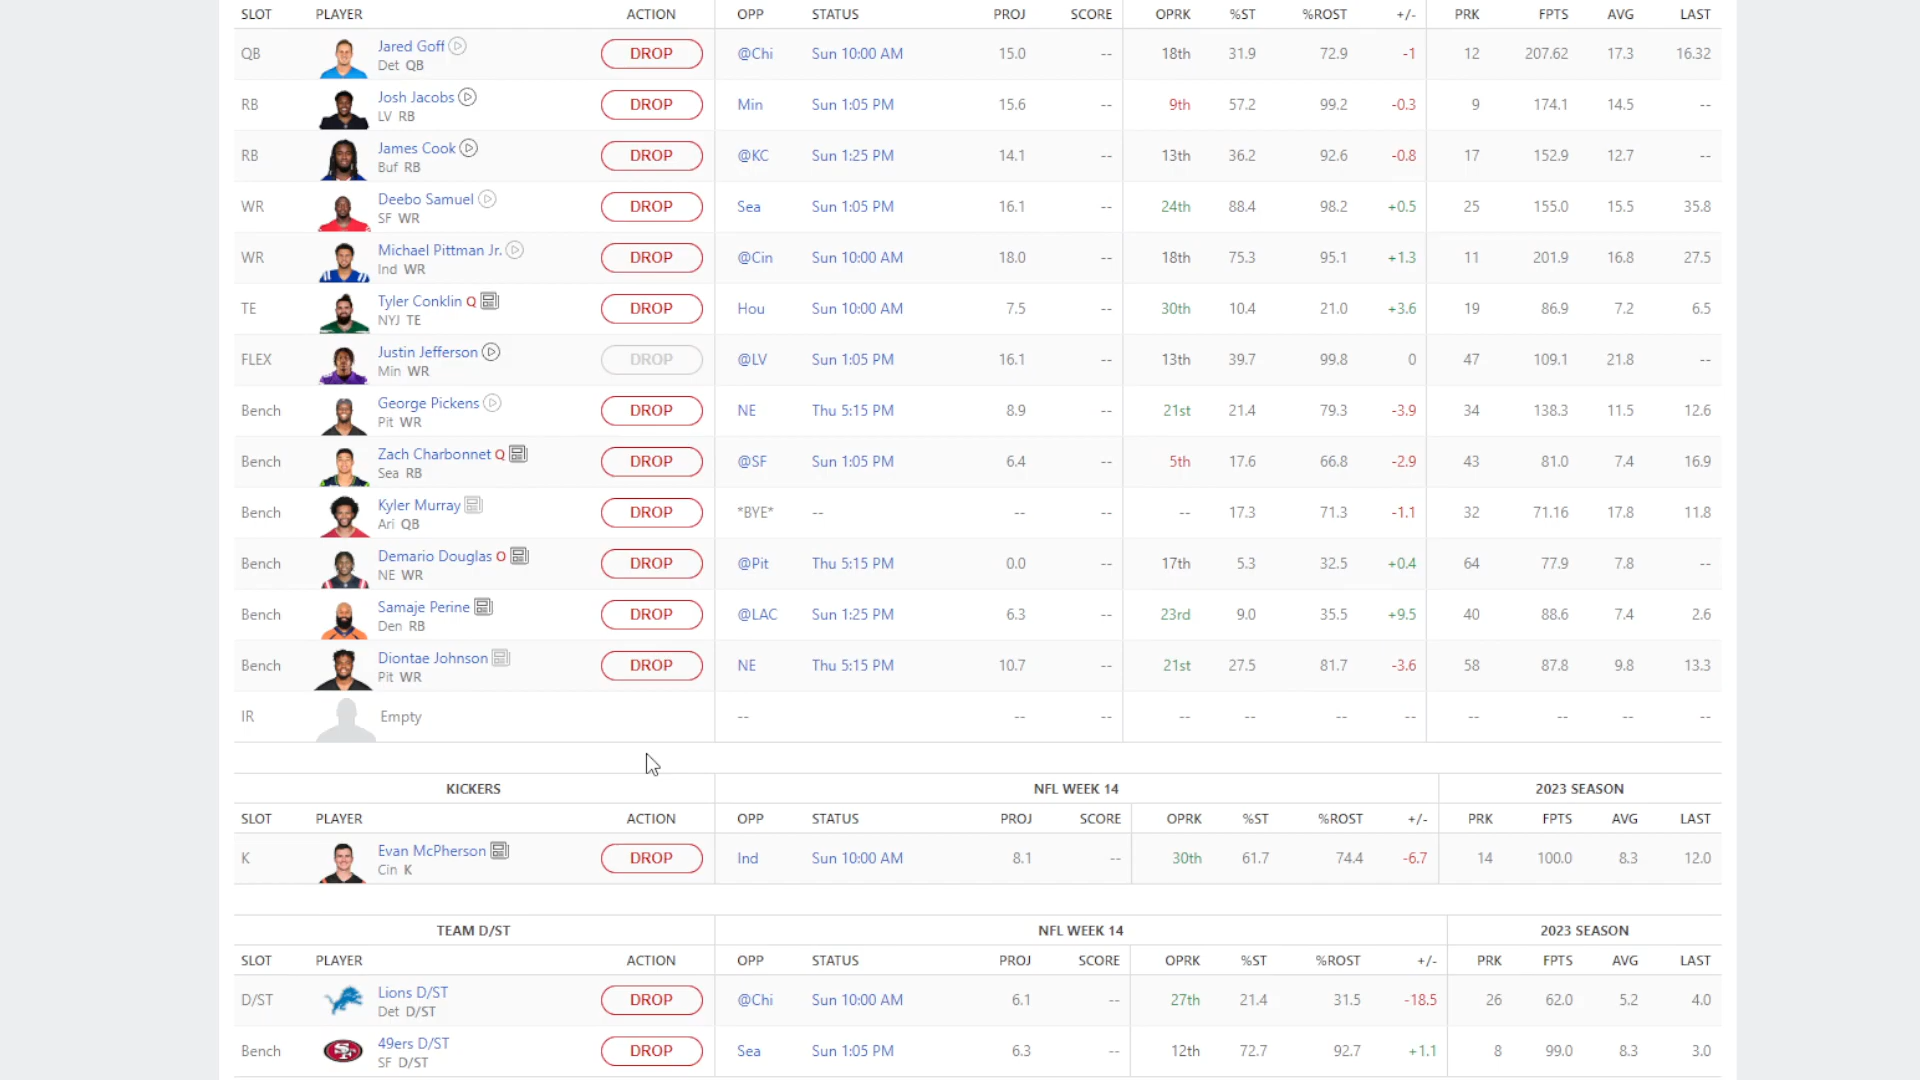 SLOT PLAYER ACTION OPP STATUS PROJ SCORE OPRK %ST %ROST +/- PRK FPTS AVG LAST
QB Jared Goff Det QB DROP @Chi Sun 10:00 AM 15.0 -- 18th 31.9 72.9 -1 12 207.62 17.3 16.32
RB Josh Jacobs LV RB DROP Min Sun 1:05 PM 15.6 -- 9th 57.2 99.2 -0.3 9 174.1 14.5 --
RB James Cook Buf RB DROP @KC Sun 1:25 PM 14.1 -- 13th 36.2 92.6 -0.8 17 152.9 12.7 --
WR Deebo Samuel SF WR DROP Sea Sun 1:05 PM 16.1 -- 24th 88.4 98.2 +0.5 25 155.0 15.5 35.8
WR Michael Pittman Jr. Ind WR DROP @Cin Sun 10:00 AM 18.0 -- 18th 75.3 95.1 +1.3 11 201.9 16.8 27.5
TE Tyler Conklin Q NYJ TE DROP Hou Sun 10:00 AM 7.5 -- 30th 10.4 21.0 +3.6 19 86.9 7.2 6.5
FLEX Justin Jefferson Min WR DROP @LV Sun 1:05 PM 16.1 -- 13th 39.7 99.8 0 47 109.1 21.8 --
Bench George Pickens Pit WR DROP NE Thu 5:15 PM 8.9 -- 21st 21.4 79.3 -3.9 34 138.3 11.5 12.6
Bench Zach Charbonnet Q Sea RB DROP @SF Sun 1:05 PM 6.4 -- 5th 17.6 66.8 -2.9 43 81.0 7.4 16.9
Bench Kyler Murray Ari QB DROP *BYE* -- -- -- -- 17.3 71.3 -1.1 32 71.16 17.8 11.8
Bench Demario Douglas O NE WR DROP @Pit Thu 5:15 PM 0.0 -- 17th 5.3 32.5 +0.4 64 77.9 7.8 --
Bench Samaje Perine Den RB DROP @LAC Sun 1:25 PM 6.3 -- 23rd 9.0 35.5 +9.5 40 88.6 7.4 2.6
Bench Diontae Johnson Pit WR DROP NE Thu 5:15 PM 10.7 -- 21st 27.5 81.7 -3.6 58 87.8 9.8 13.3
IR Empty -- -- -- -- -- -- -- -- -- -- --
KICKERS NFL WEEK 14 2023 SEASON
SLOT PLAYER ACTION OPP STATUS PROJ SCORE OPRK %ST %ROST +/- PRK FPTS AVG LAST
K Evan McPherson Cin K DROP Ind Sun 10:00 AM 8.1 -- 30th 61.7 74.4 -6.7 14 100.0 8.3 12.0
TEAM D/ST NFL WEEK 14 2023 SEASON
SLOT PLAYER ACTION OPP STATUS PROJ SCORE OPRK %ST %ROST +/- PRK FPTS AVG LAST
D/ST Lions D/ST Det D/ST DROP @Chi Sun 10:00 AM 6.1 -- 27th 21.4 31.5 -18.5 26 62.0 5.2 4.0
Bench 49ers D/ST SF D/ST DROP Sea Sun 1:05 PM 6.3 -- 12th 72.7 92.7 +1.1 8 99.0 8.3 3.0